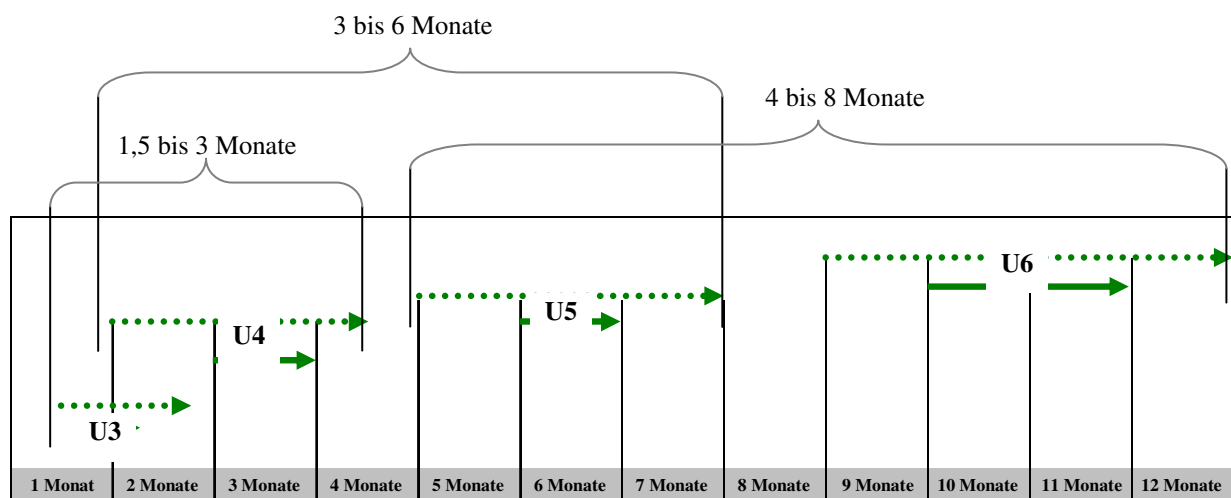 3 bis 6 Monate
4 bis 8 Monate
1,5 bis 3 Monate
U6
U5
U4
U3
1 Monat 2 Monate 3 Monate 4 Monate 5 Monate 6 Monate 7 Monate 8 Monate 9 Monate 10 Monate 11 Monate 12 Monate